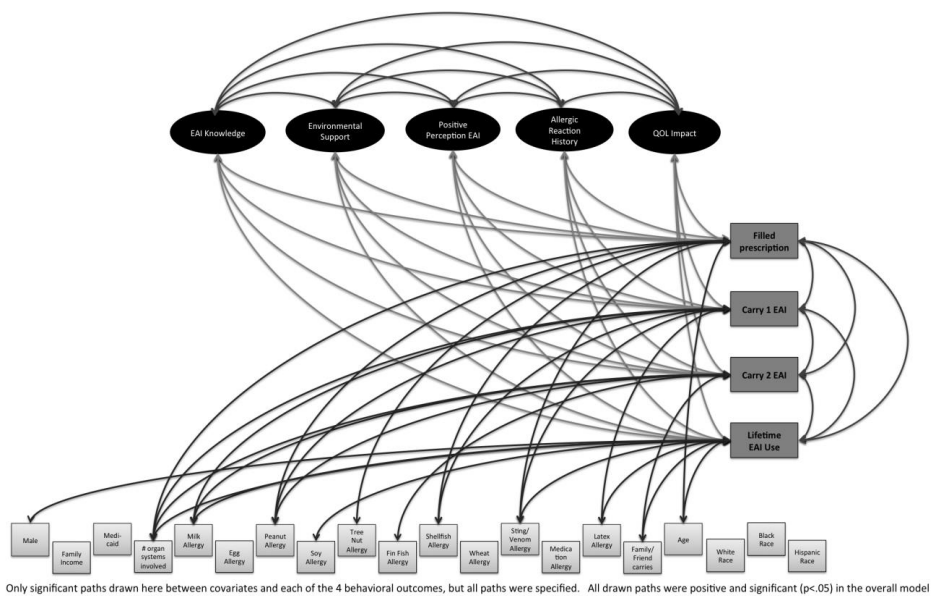 EAI Knowledge
Environmental
Support
Positive
Perception EAI
Allergic
Reaction
History
QOL Impact
Filled
prescription
Carry 1 EAI
Carry 2 EAI
Lifetime
EAI Use
Male
Family
Income
Medi-
caid
# organ
systems
involved
Milk
Allergy
Egg
Allergy
Peanut
Allergy
Soy
Allergy
Tree
Nut
Allergy
Fin Fish
Allergy
Shellfish
Allergy
Wheat
Allergy
Sting/
Venom
Allergy
Medica
tion
Allergy
Latex
Allergy
Family/
Friend
carries
Age
White
Race
Black
Race
Hispanic
Race
Only significant paths drawn here between covariates and each of the 4 behavioral outcomes, but all paths were specified. All drawn paths were positive and significant (p<.05) in the overall model